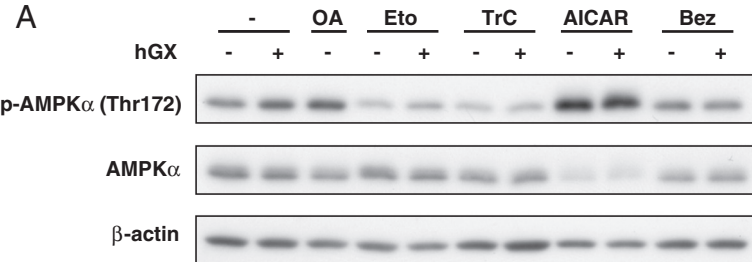 A
- OA Eto TrC AICAR Bez
hGX - + - - + - + - + - +
p-AMPKα (Thr172)
AMPKα
β-actin